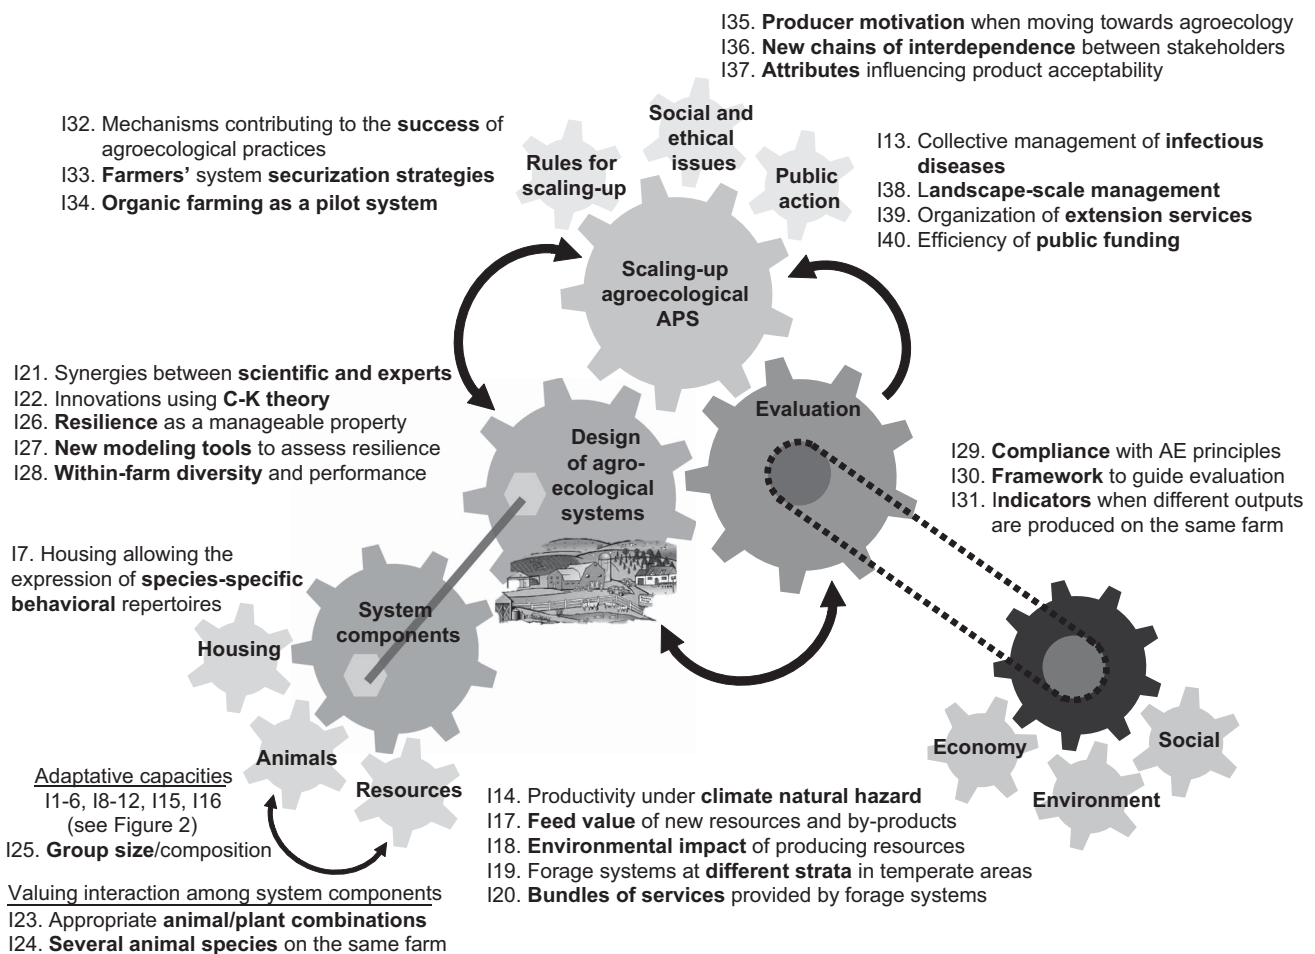 I35. Producer motivation when moving towards agroecology
I36. New chains of interdependence between stakeholders
I37. Attributes influencing product acceptability
I32. Mechanisms contributing to the success of
agroecological practices
I33. Farmers’ system securization strategies
I34. Organic farming as a pilot system
Rules for
scaling-up
Social and
ethical
issues
Public
action
I13. Collective management of infectious
diseases
I38. Landscape-scale management
I39. Organization of extension services
I40. Efficiency of public funding
Scaling-up
agroecological
APS
I21. Synergies between scientific and experts
I22. Innovations using C-K theory
I26. Resilience as a manageable property
I27. New modeling tools to assess resilience
I28. Within-farm diversity and performance
Design
of agro-
ecological
systems
Evaluation
I29. Compliance with AE principles
I30. Framework to guide evaluation
I31. Indicators when different outputs
are produced on the same farm
I7. Housing allowing the
expression of species-specific
behavioral repertoires
System
components
Housing
Animals
Resources
Economy
Environment
Social
Adaptative capacities
I1-6, I8-12, I15, I16
(see Figure 2)
I25. Group size/composition
Valuing interaction among system components
I23. Appropriate animal/plant combinations
I24. Several animal species on the same farm
I14. Productivity under climate natural hazard
I17. Feed value of new resources and by-products
I18. Environmental impact of producing resources
I19. Forage systems at different strata in temperate areas
I20. Bundles of services provided by forage systems